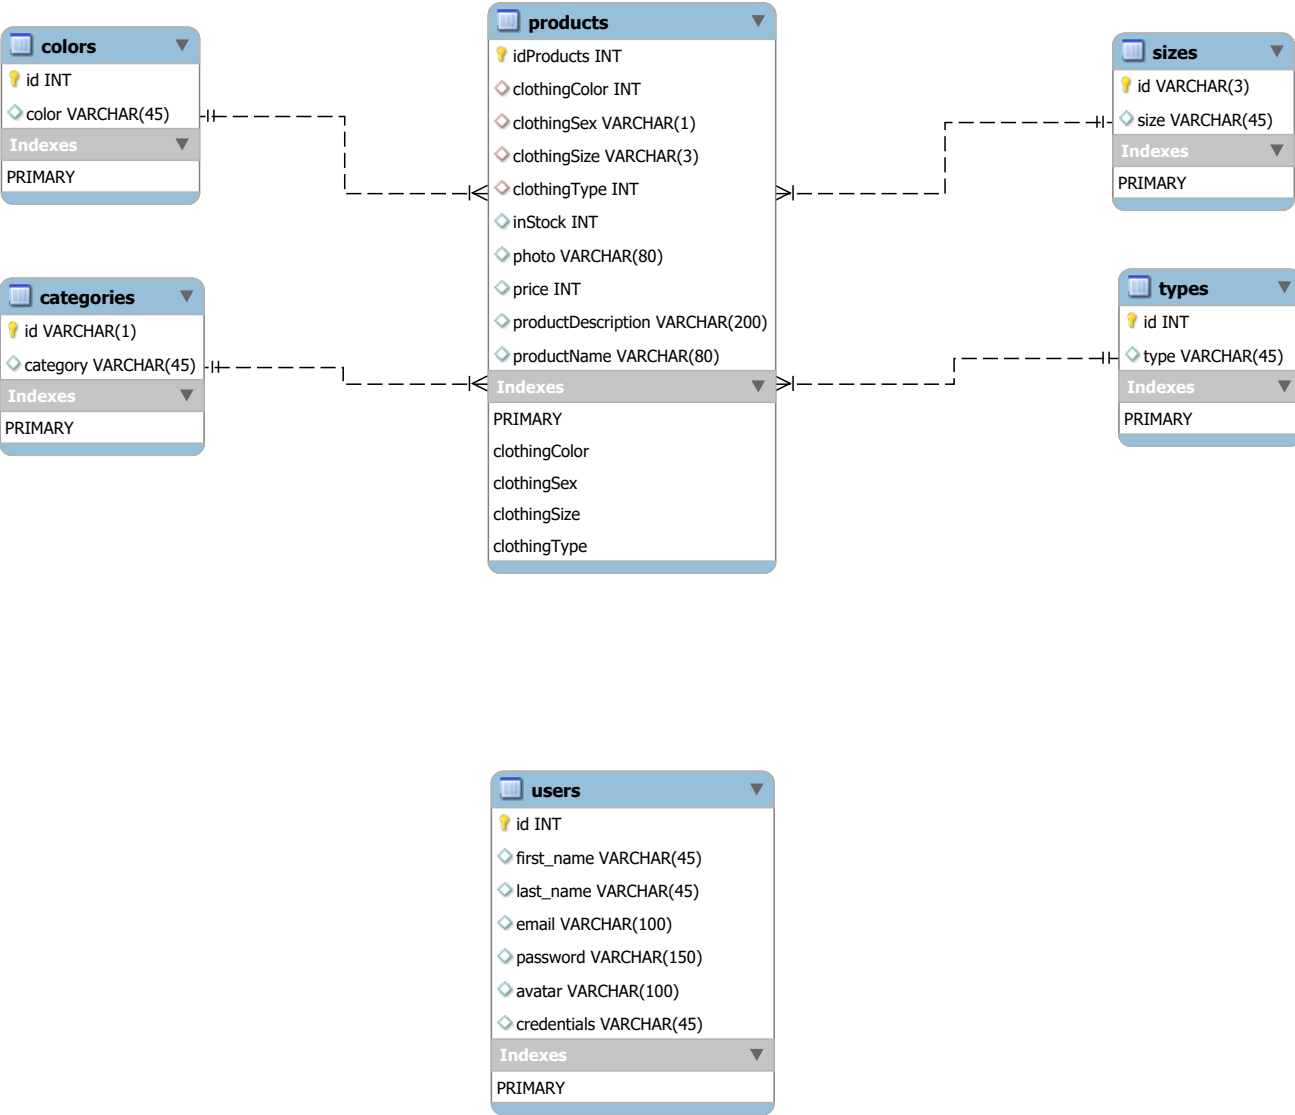 colors
id INT
color VARCHAR(45)
Indexes
PRIMARY
categories
id VARCHAR(1)
category VARCHAR(45)
Indexes
PRIMARY
products
idProducts INT
clothingColor INT
clothingSex VARCHAR(1)
clothingSize VARCHAR(3)
clothingType INT
inStock INT
photo VARCHAR(80)
price INT
productDescription VARCHAR(200)
productName VARCHAR(80)
Indexes
PRIMARY
clothingColor
clothingSex
clothingSize
clothingType
sizes
id VARCHAR(3)
size VARCHAR(45)
Indexes
PRIMARY
types
id INT
type VARCHAR(45)
Indexes
PRIMARY
users
id INT
first_name VARCHAR(45)
last_name VARCHAR(45)
email VARCHAR(100)
password VARCHAR(150)
avatar VARCHAR(100)
credentials VARCHAR(45)
Indexes
PRIMARY